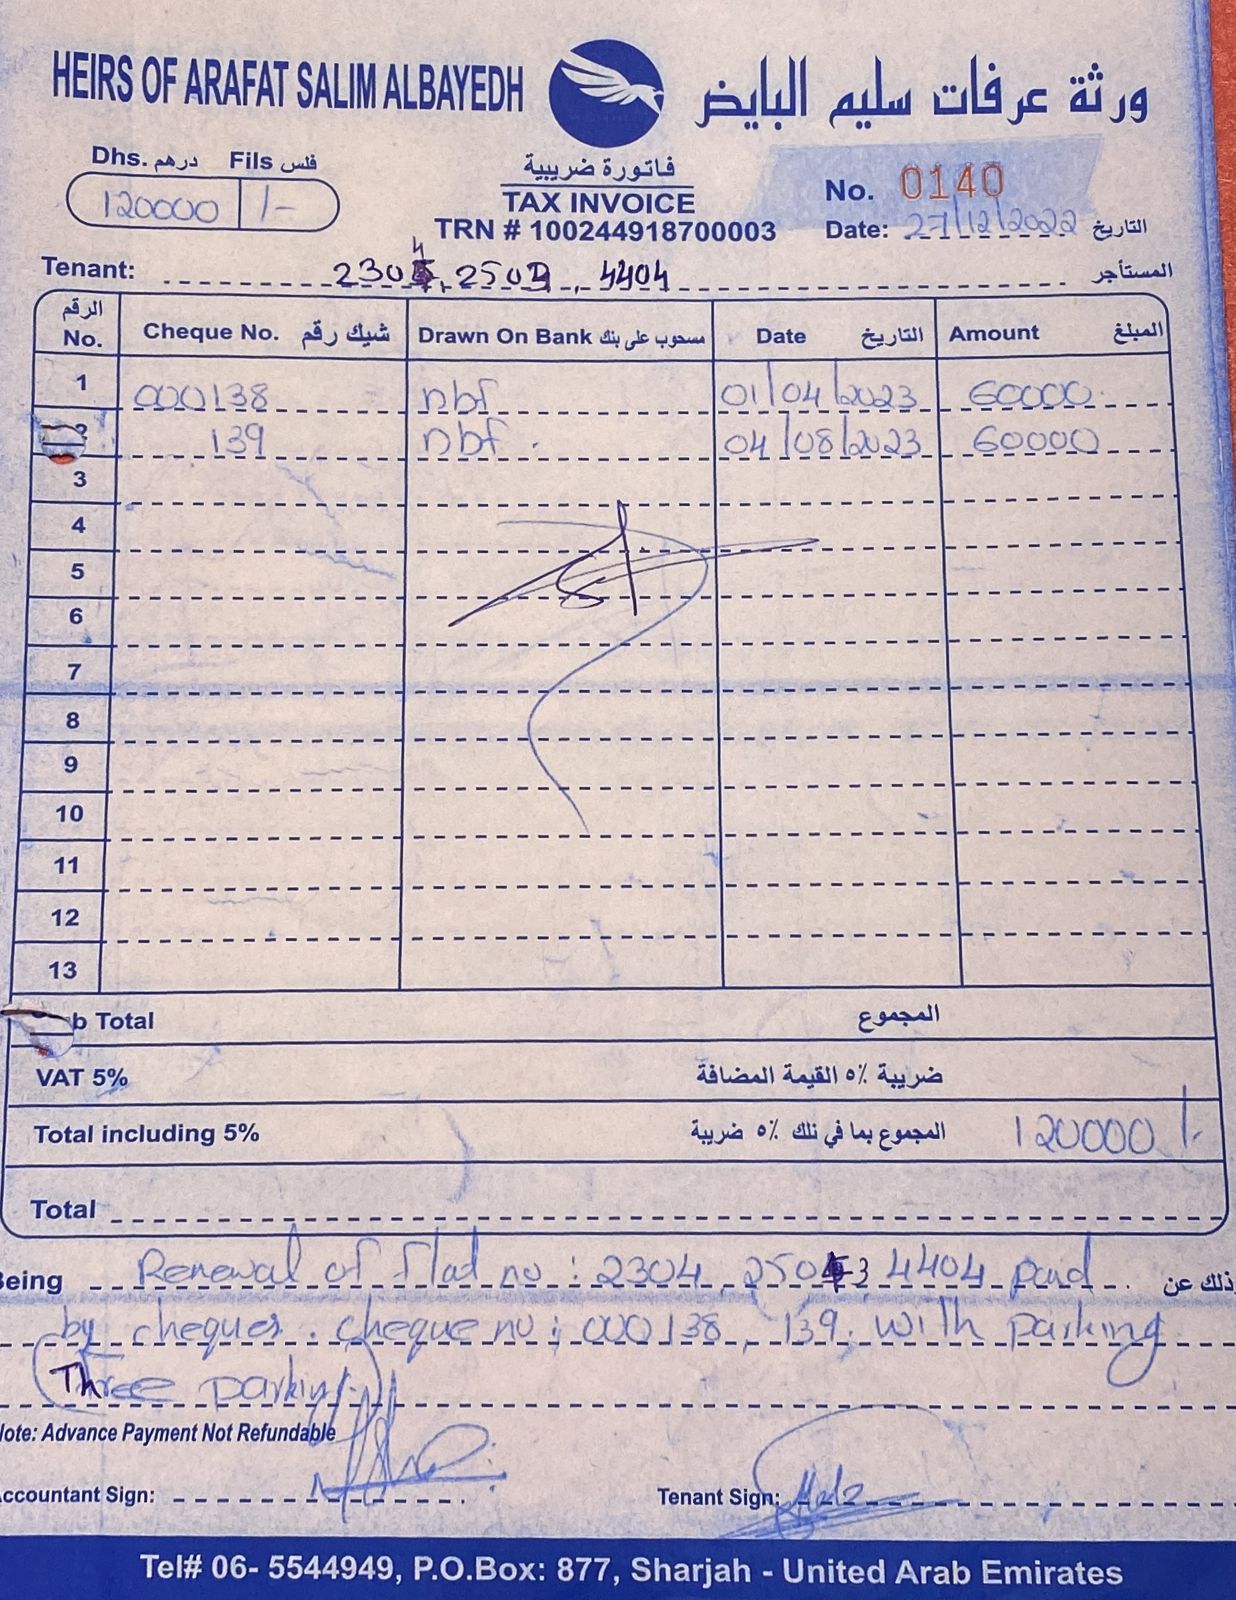 HEIRS OF ARAFAT SALIM ALBAYEDH
ورثة عرفات سليم البايض
Dhs. درهم Fils فلس
120000 /-
فاتورة ضريبية
TAX INVOICE
TRN # 100244918700003
No. 0140
Date: 27/12/2022 التاريخ
Tenant: 2304, 2503, 4404 المستأجر
الرقم No. Cheque No. شيك رقم Drawn On Bank مسحوب على بنك Date التاريخ Amount المبلغ
1 000138 nbf 01/04/2023 60000
2 139 nbf 04/08/2023 60000
3
4
5
6
7
8
9
10
11
12
13
b Total المجموع
VAT 5% ضريبة ٥٪ القيمة المضافة
Total including 5% المجموع بما في ذلك ٥٪ ضريبة 120000 /-
Total
Being Renewal of flat no : 2304, 2503 4404 paid وذلك عن
by cheques. cheque no: 000138, 139. with parking
Three parking
Note: Advance Payment Not Refundable
Accountant Sign:
Tenant Sign:
Tel# 06- 5544949, P.O.Box: 877, Sharjah - United Arab Emirates